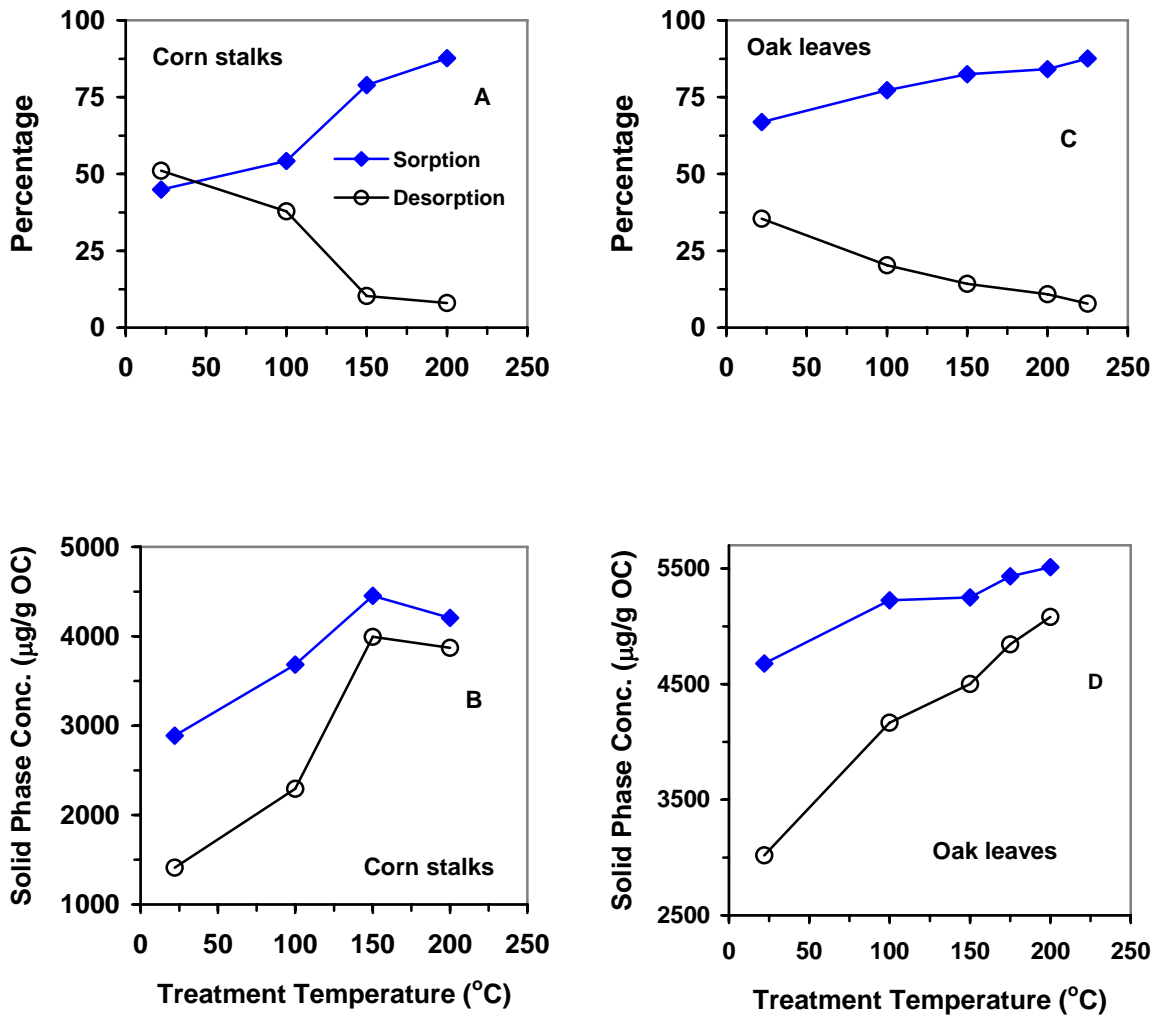 Corn stalks
A
Sorption
Desorption
Percentage
100
75
50
25
0
0 50 100 150 200 250
Oak leaves
C
Percentage
100
75
50
25
0
0 50 100 150 200 250
Solid Phase Conc. (μg/g OC)
5000
4000
3000
2000
1000
B
Corn stalks
0 50 100 150 200 250
Treatment Temperature (°C)
Solid Phase Conc. (μg/g OC)
5500
4500
3500
2500
D
Oak leaves
0 50 100 150 200 250
Treatment Temperature (°C)